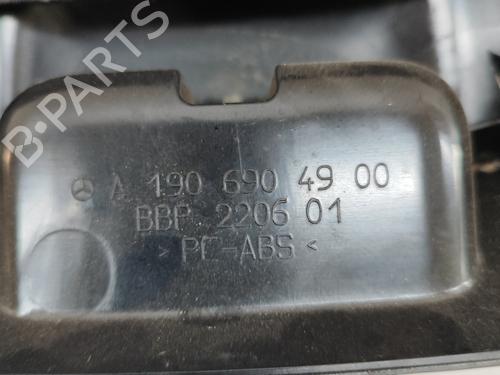 B-PARTS
A 190 690 49 00
BBP 2206 01
> PC-ABS <